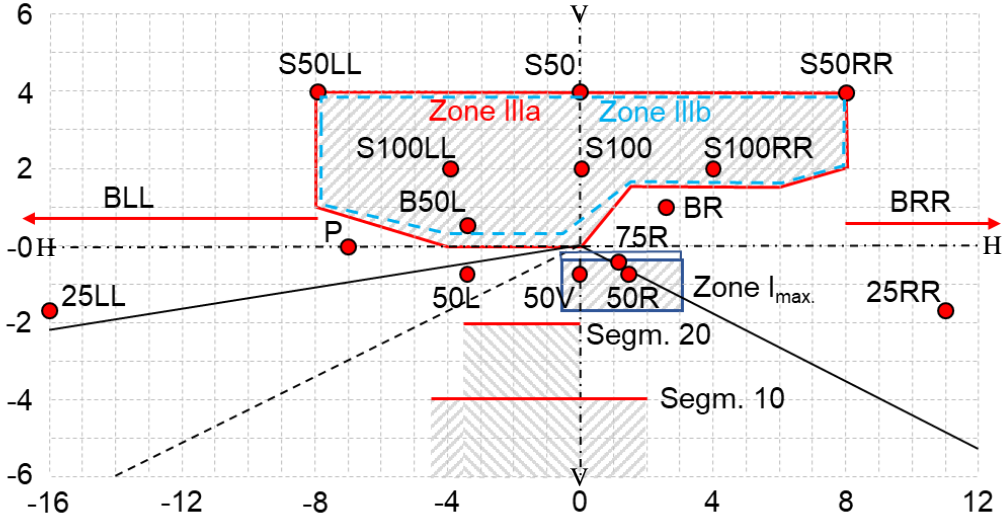 6
V
S50LL
S50
S50RR
4
Zone IIIa
Zone IIIb
S100LL
S100
S100RR
2
BLL
B50L
BR
BRR
P
75R
-0
H
H
25LL
50L
50V
50R
Zone Imax.
25RR
-2
Segm. 20
-4
Segm. 10
-6
V
-16
-12
-8
-4
0
4
8
12